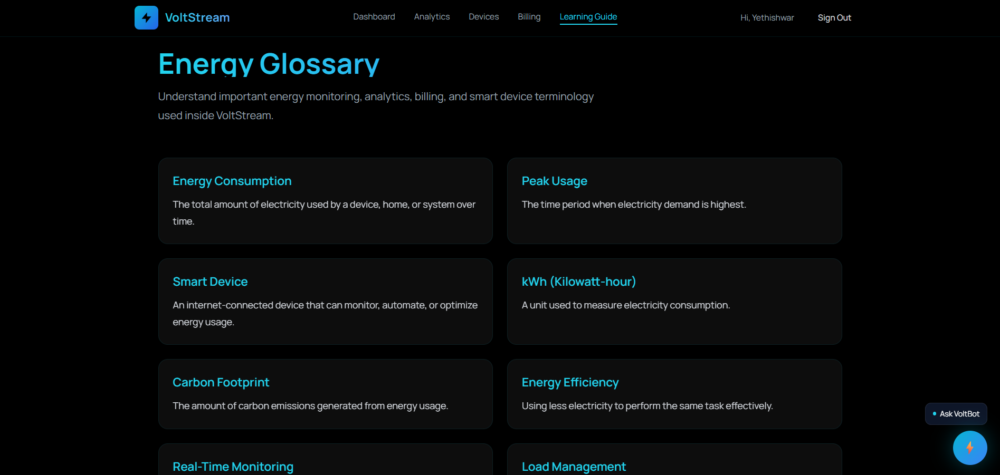 VoltStream
Dashboard
Analytics
Devices
Billing
Learning Guide
Hi, Yethishwar
Sign Out
Energy Glossary
Understand important energy monitoring, analytics, billing, and smart device terminology
used inside VoltStream.
Energy Consumption
The total amount of electricity used by a device, home, or system over
time.
Peak Usage
The time period when electricity demand is highest.
Smart Device
An internet-connected device that can monitor, automate, or optimize
energy usage.
kWh (Kilowatt-hour)
A unit used to measure electricity consumption.
Carbon Footprint
The amount of carbon emissions generated from energy usage.
Energy Efficiency
Using less electricity to perform the same task effectively.
Real-Time Monitoring
Load Management
Ask VoltBot